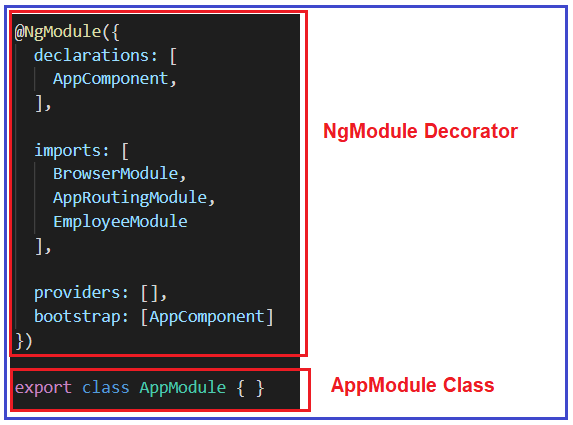 @NgModule({
declarations: [
AppComponent,
],
imports: [
BrowserModule,
AppRoutingModule,
EmployeeModule
],
providers: [],
bootstrap: [AppComponent]
})
NgModule Decorator
export class AppModule { }
AppModule Class